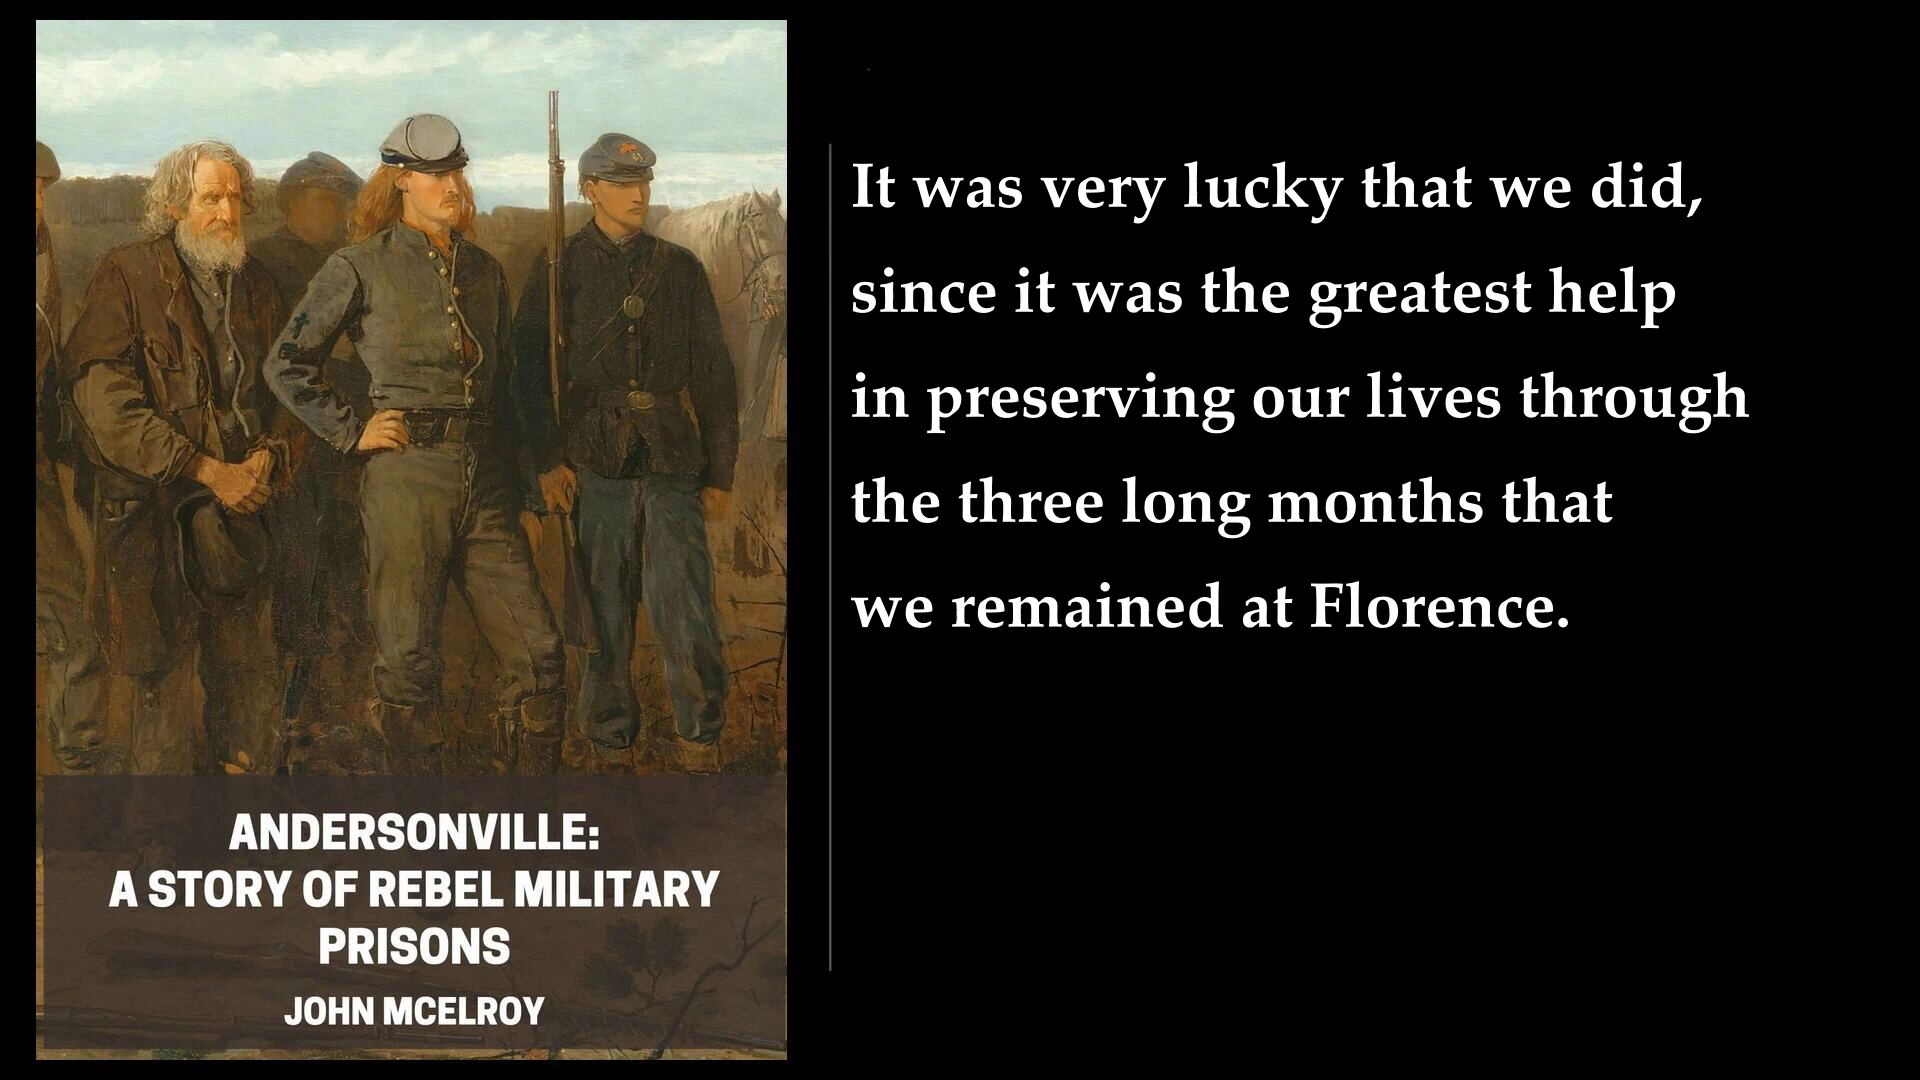 It was very lucky that we did,
since it was the greatest help
in preserving our lives through
the three long months that
we remained at Florence.
ANDERSONVILLE:
A STORY OF REBEL MILITARY
PRISONS
JOHN MCELROY